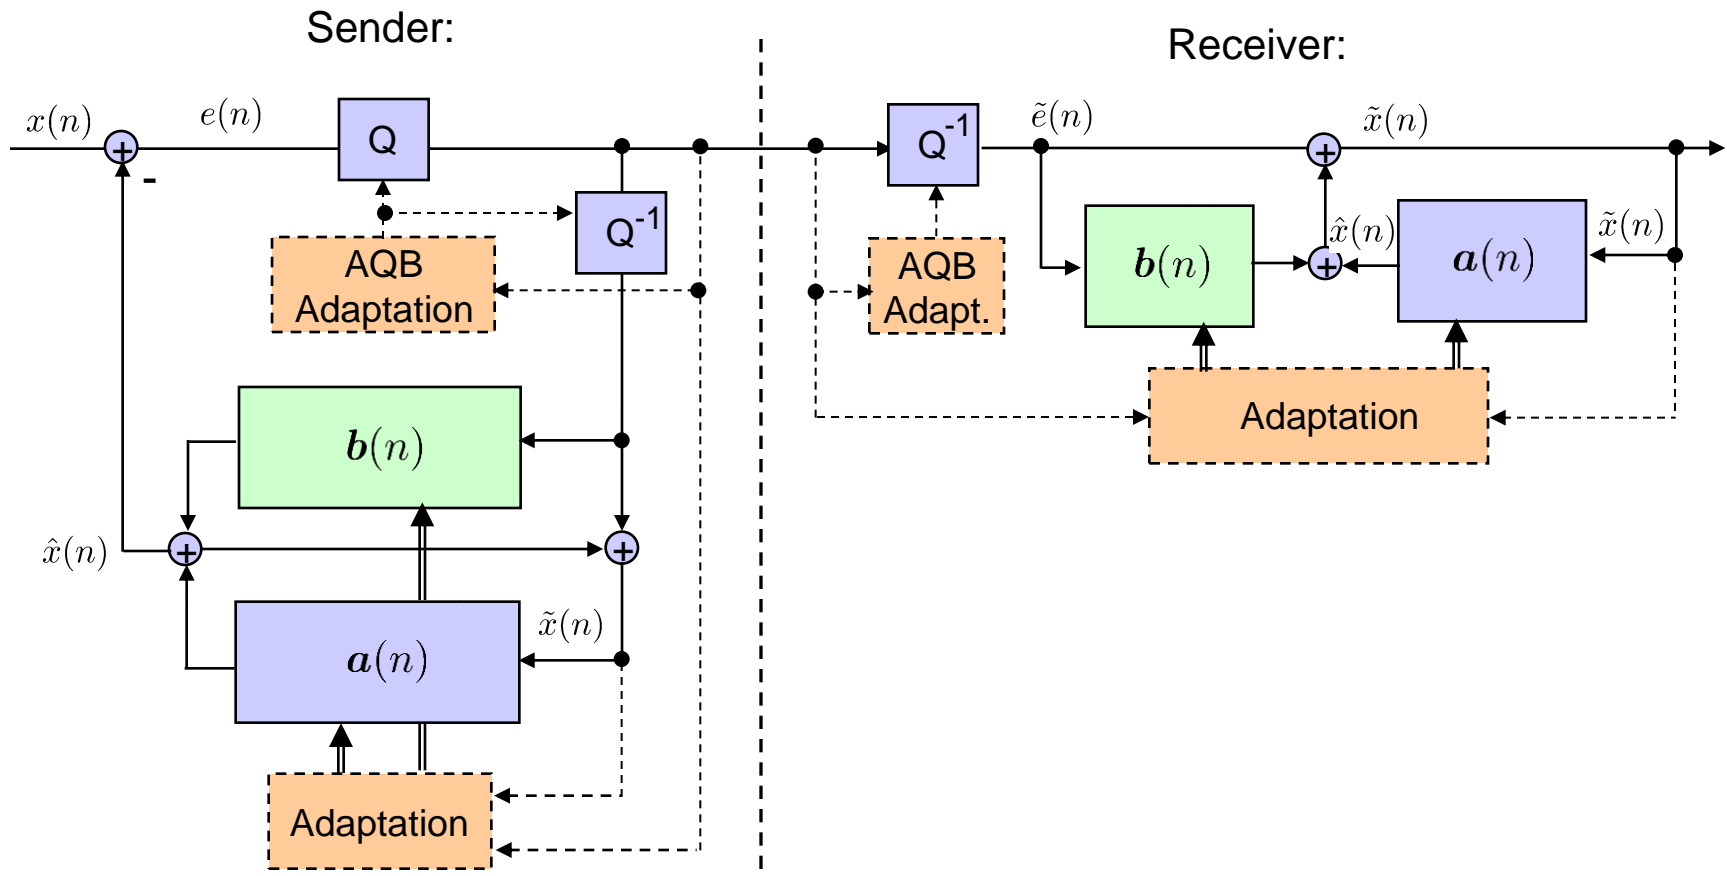 Sender:
Receiver:
x(n)
e(n)
Q
+
-
Q⁻¹
AQB
Adaptation
b(n)
x̂(n)
+
+
a(n)
x̃(n)
Adaptation
Q⁻¹
ẽ(n)
+
x̃(n)
AQB
Adapt.
b(n)
x̂(n)
+
a(n)
x̃(n)
Adaptation